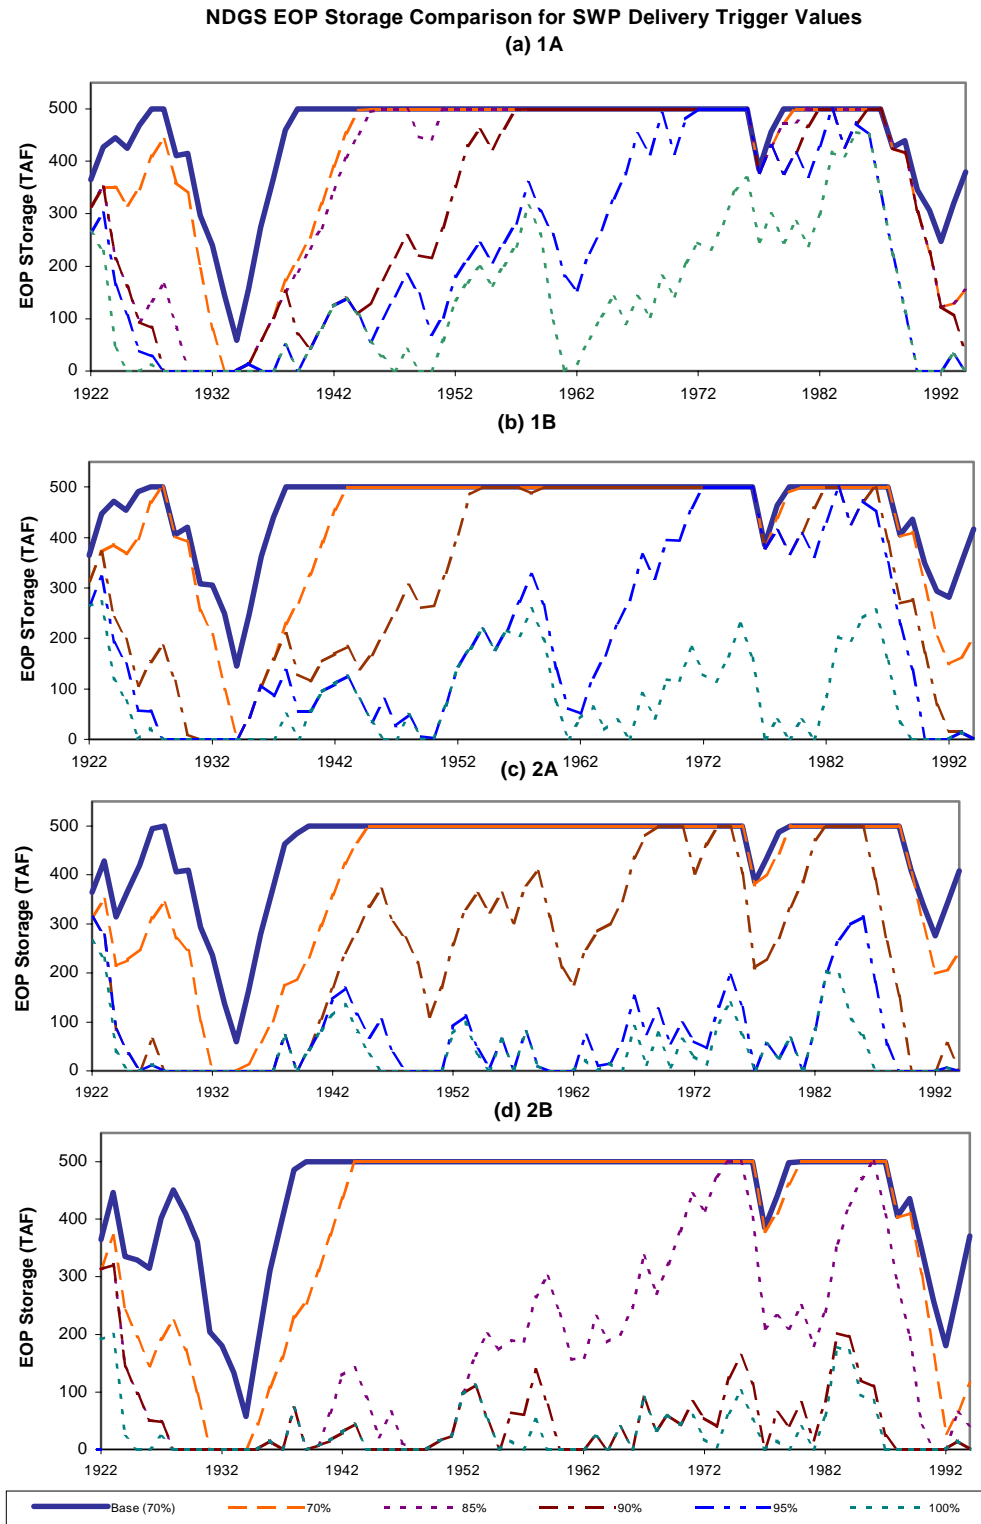 NDGS EOP Storage Comparison for SWP Delivery Trigger Values
(a) 1A
EOP STorage (TAF)
500
400
300
200
100
0
1922 1932 1942 1952 1962 1972 1982 1992
(b) 1B
EOP STorage (TAF)
500
400
300
200
100
0
1922 1932 1942 1952 1962 1972 1982 1992
(c) 2A
EOP Storage (TAF)
500
400
300
200
100
0
1922 1932 1942 1952 1962 1972 1982 1992
(d) 2B
EOP Storage (TAF)
500
400
300
200
100
0
1922 1932 1942 1952 1962 1972 1982 1992
Base (70%) 70% 85% 90% 95% 100%